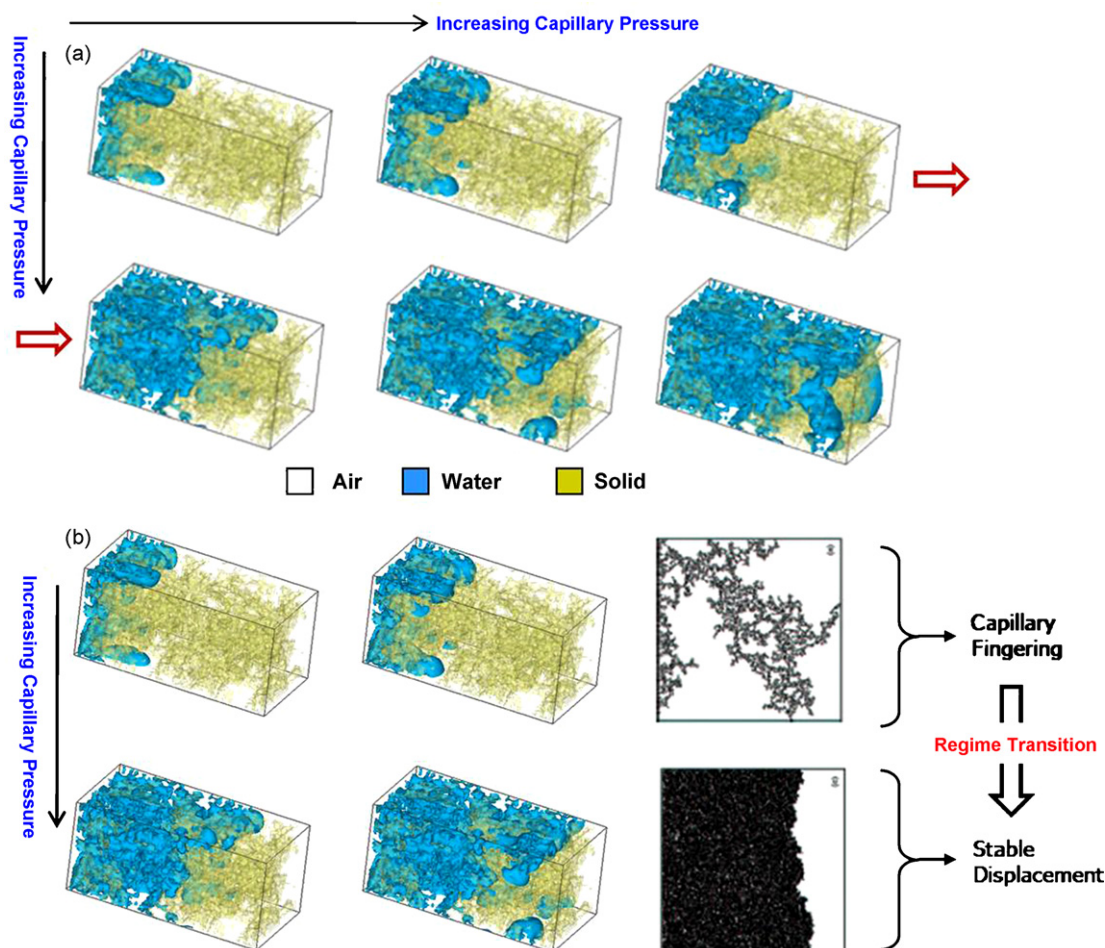 Increasing Capillary Pressure
Increasing Capillary Pressure
(a)
Air
Water
Solid
(b)
Increasing Capillary Pressure
Capillary
Fingering
Regime Transition
Stable
Displacement